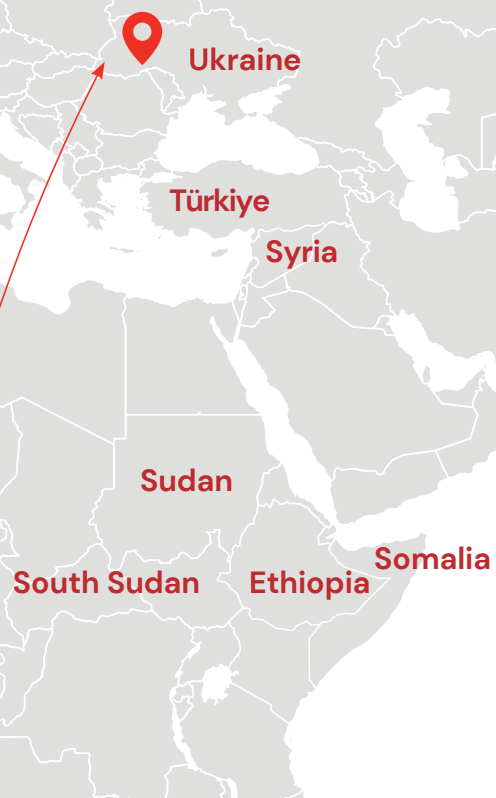 Ukraine
Türkiye
Syria
Sudan
Somalia
South Sudan
Ethiopia